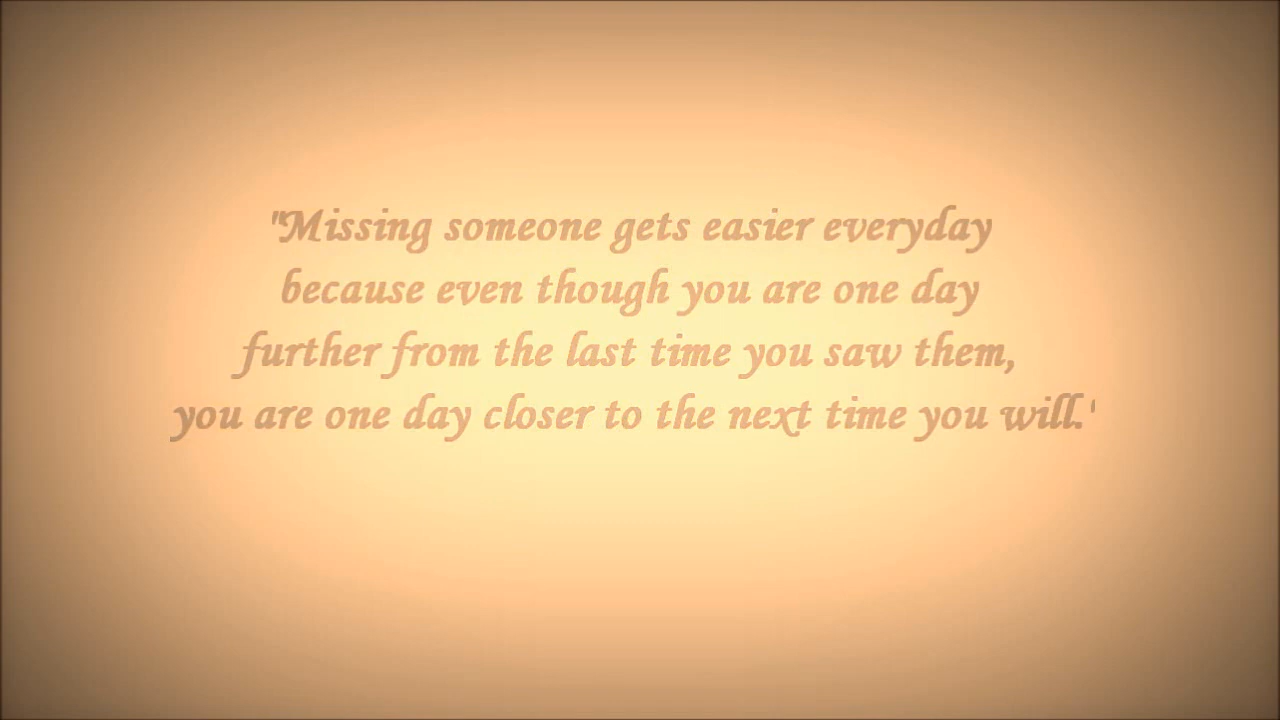 "Missing someone gets easier everyday
because even though you are one day
further from the last time you saw them,
you are one day closer to the next time you will.'